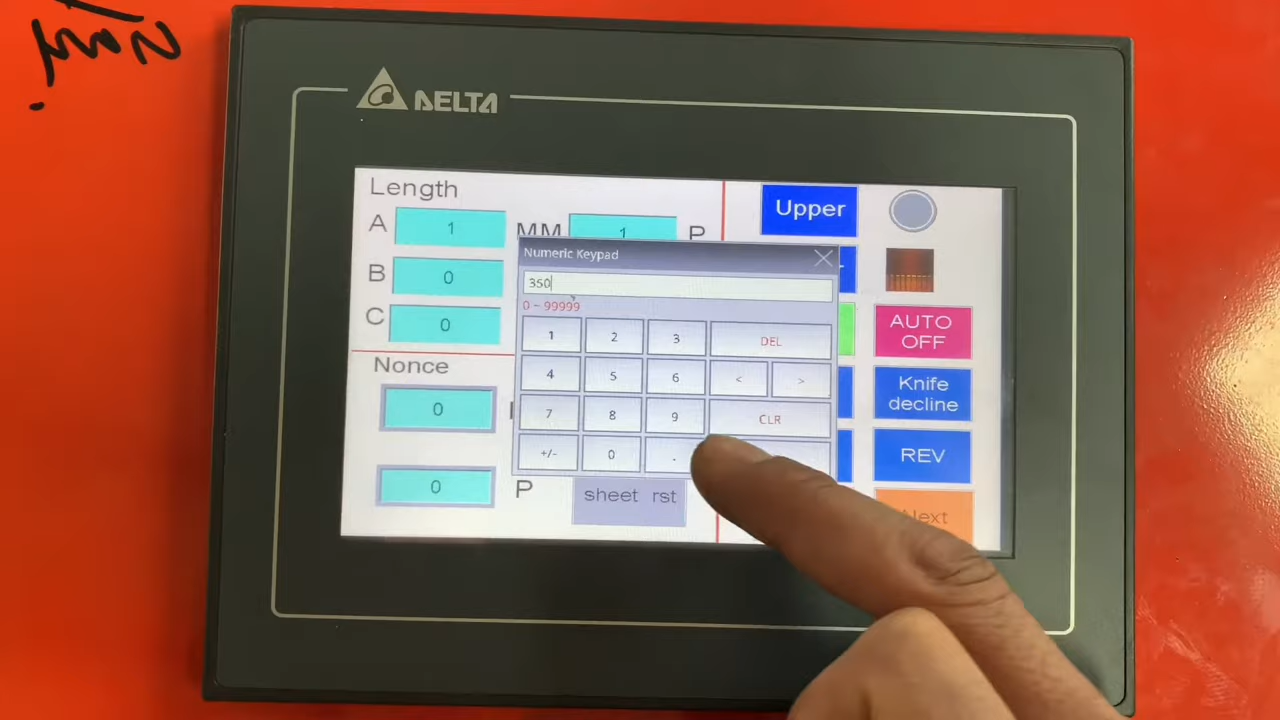 DELTA
Length
A 1 MM 1 P
B 0
C 0
Nonce
0
0 P
sheet rst
Numeric Keypad
350
0 ~ 99999
1 2 3 DEL
4 5 6 < >
7 8 9 CLR
+/- 0 .
Upper
AUTO
OFF
Knife
decline
REV
Next